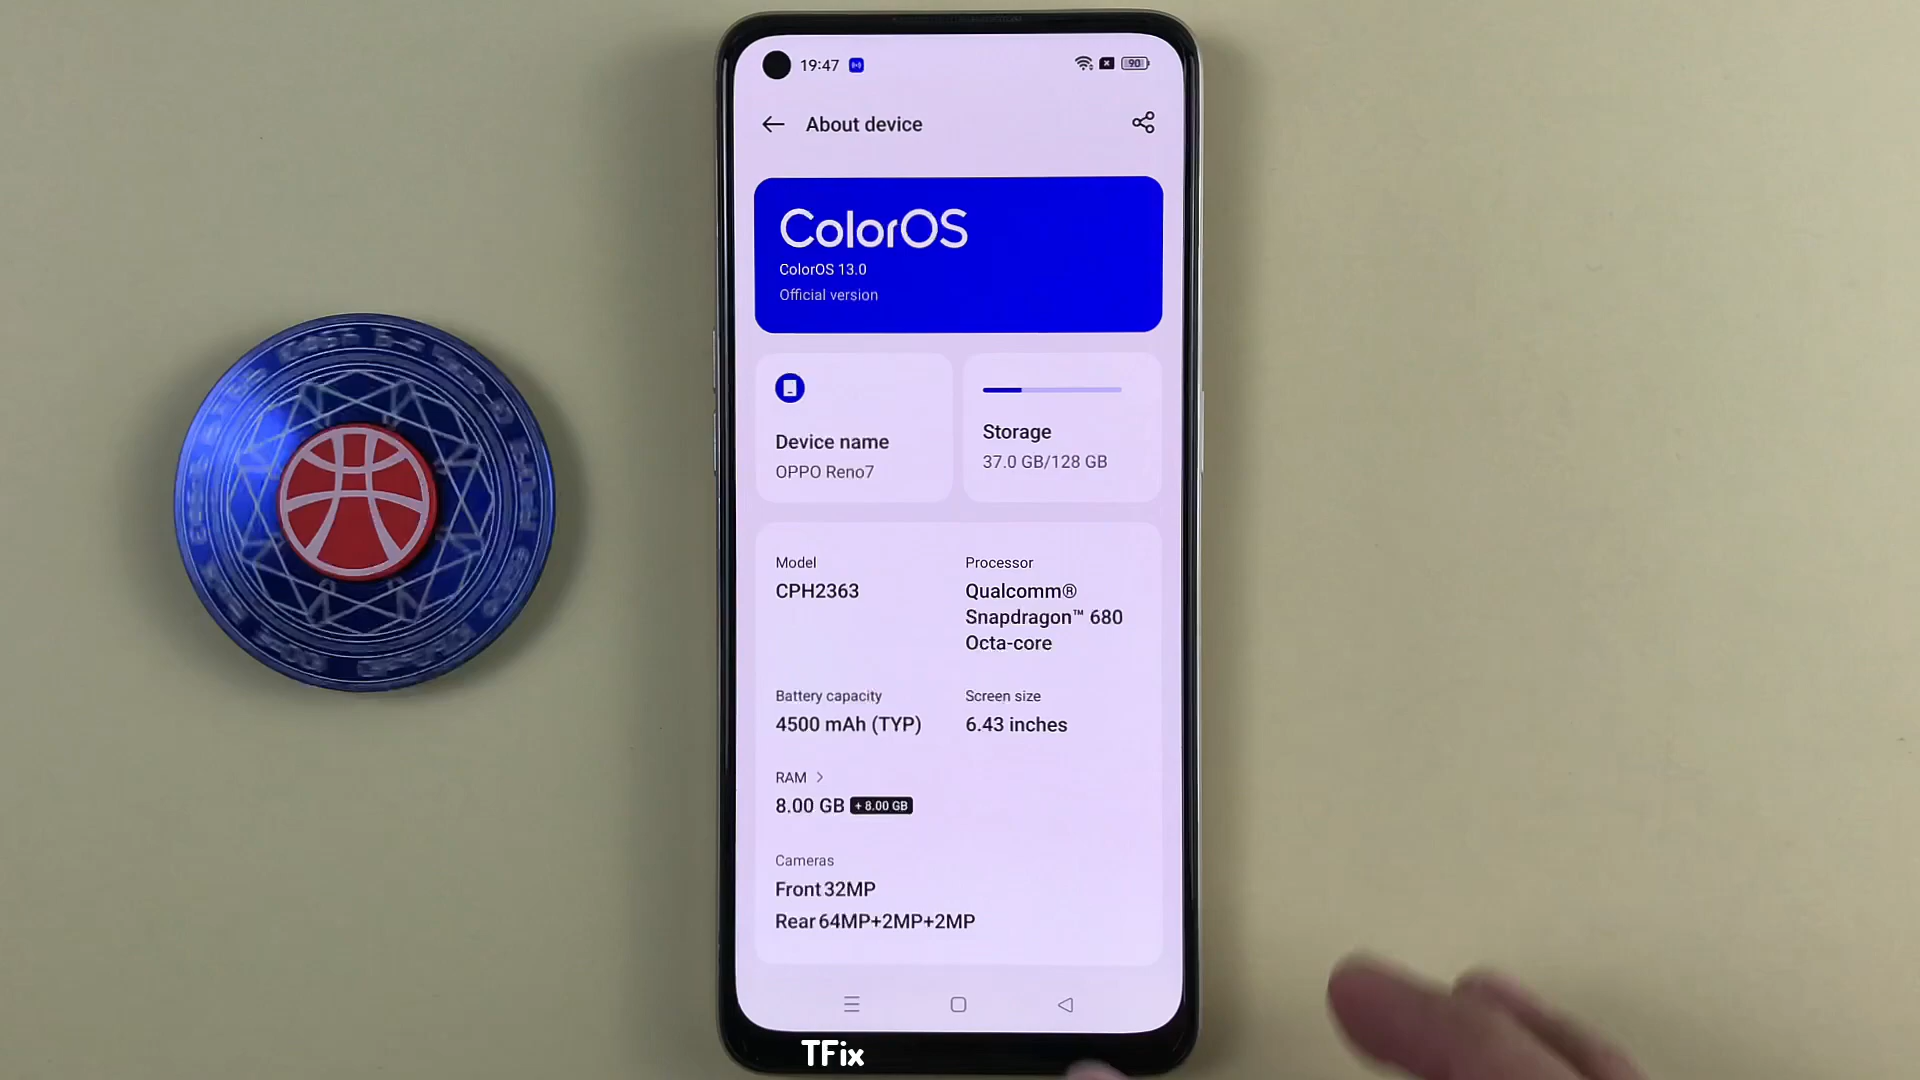 19:47
90
About device
ColorOS
ColorOS 13.0
Official version
Device name
OPPO Reno7
Storage
37.0 GB/128 GB
Model
CPH2363
Processor
Qualcomm®
Snapdragon™ 680
Octa-core
Battery capacity
4500 mAh (TYP)
Screen size
6.43 inches
RAM
8.00 GB + 8.00 GB
Cameras
Front 32MP
Rear 64MP+2MP+2MP
TFix